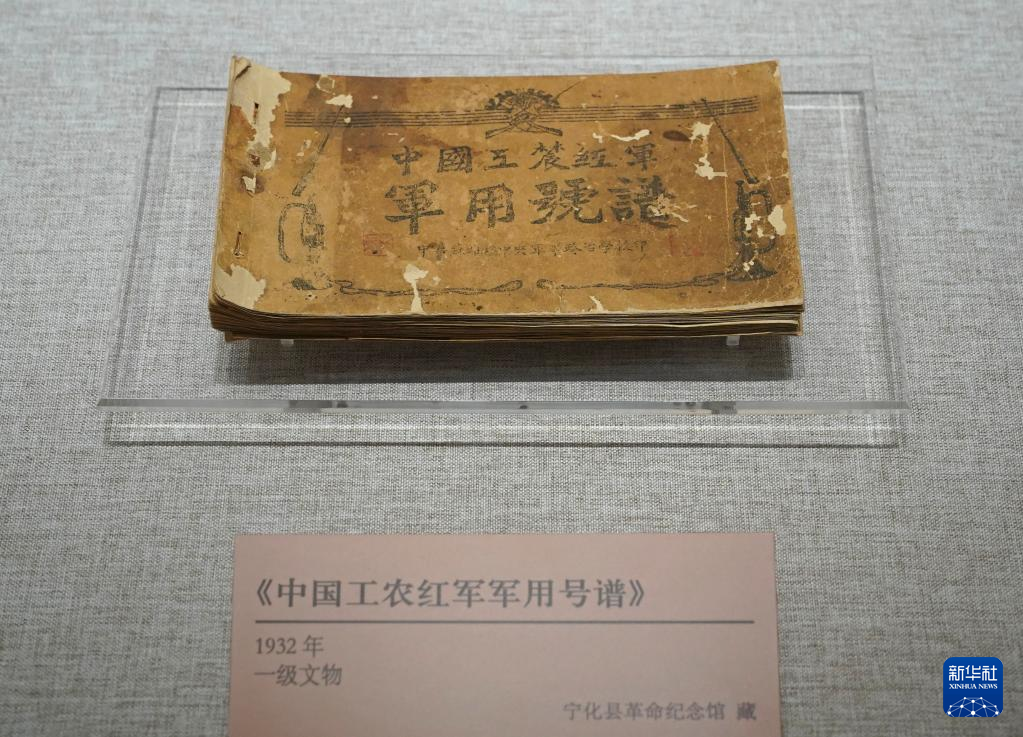 中國工農紅軍
軍用號譜
《中国工农红军军用号谱》
1932 年
一级文物
宁化县革命纪念馆 藏
新华社
XINHUA NEWS